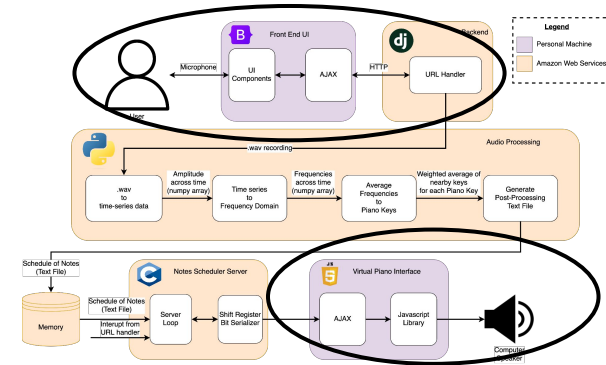 Front End UI
Backend
Legend
Personal Machine
Amazon Web Services
B
dj
Microphone
UI
Components
AJAX
HTTP
URL Handler
User
.wav recording
Audio Processing
.wav
to
time-series data
Amplitude
across time
(numpy array)
Time series
to
Frequency Domain
Frequencies
across time
(numpy array)
Average
Frequencies
to
Piano Keys
Weighted average of
nearby keys
for each Piano Key
Generate
Post-Processing
Text File
Schedule of Notes
(Text File)
Memory
Schedule of Notes
(Text File)
Interupt from
URL handler
C
Notes Scheduler Server
Server
Loop
Shift Register
Bit Serializer
JS
5
Virtual Piano Interface
AJAX
Javascript
Library
Computer
Speaker